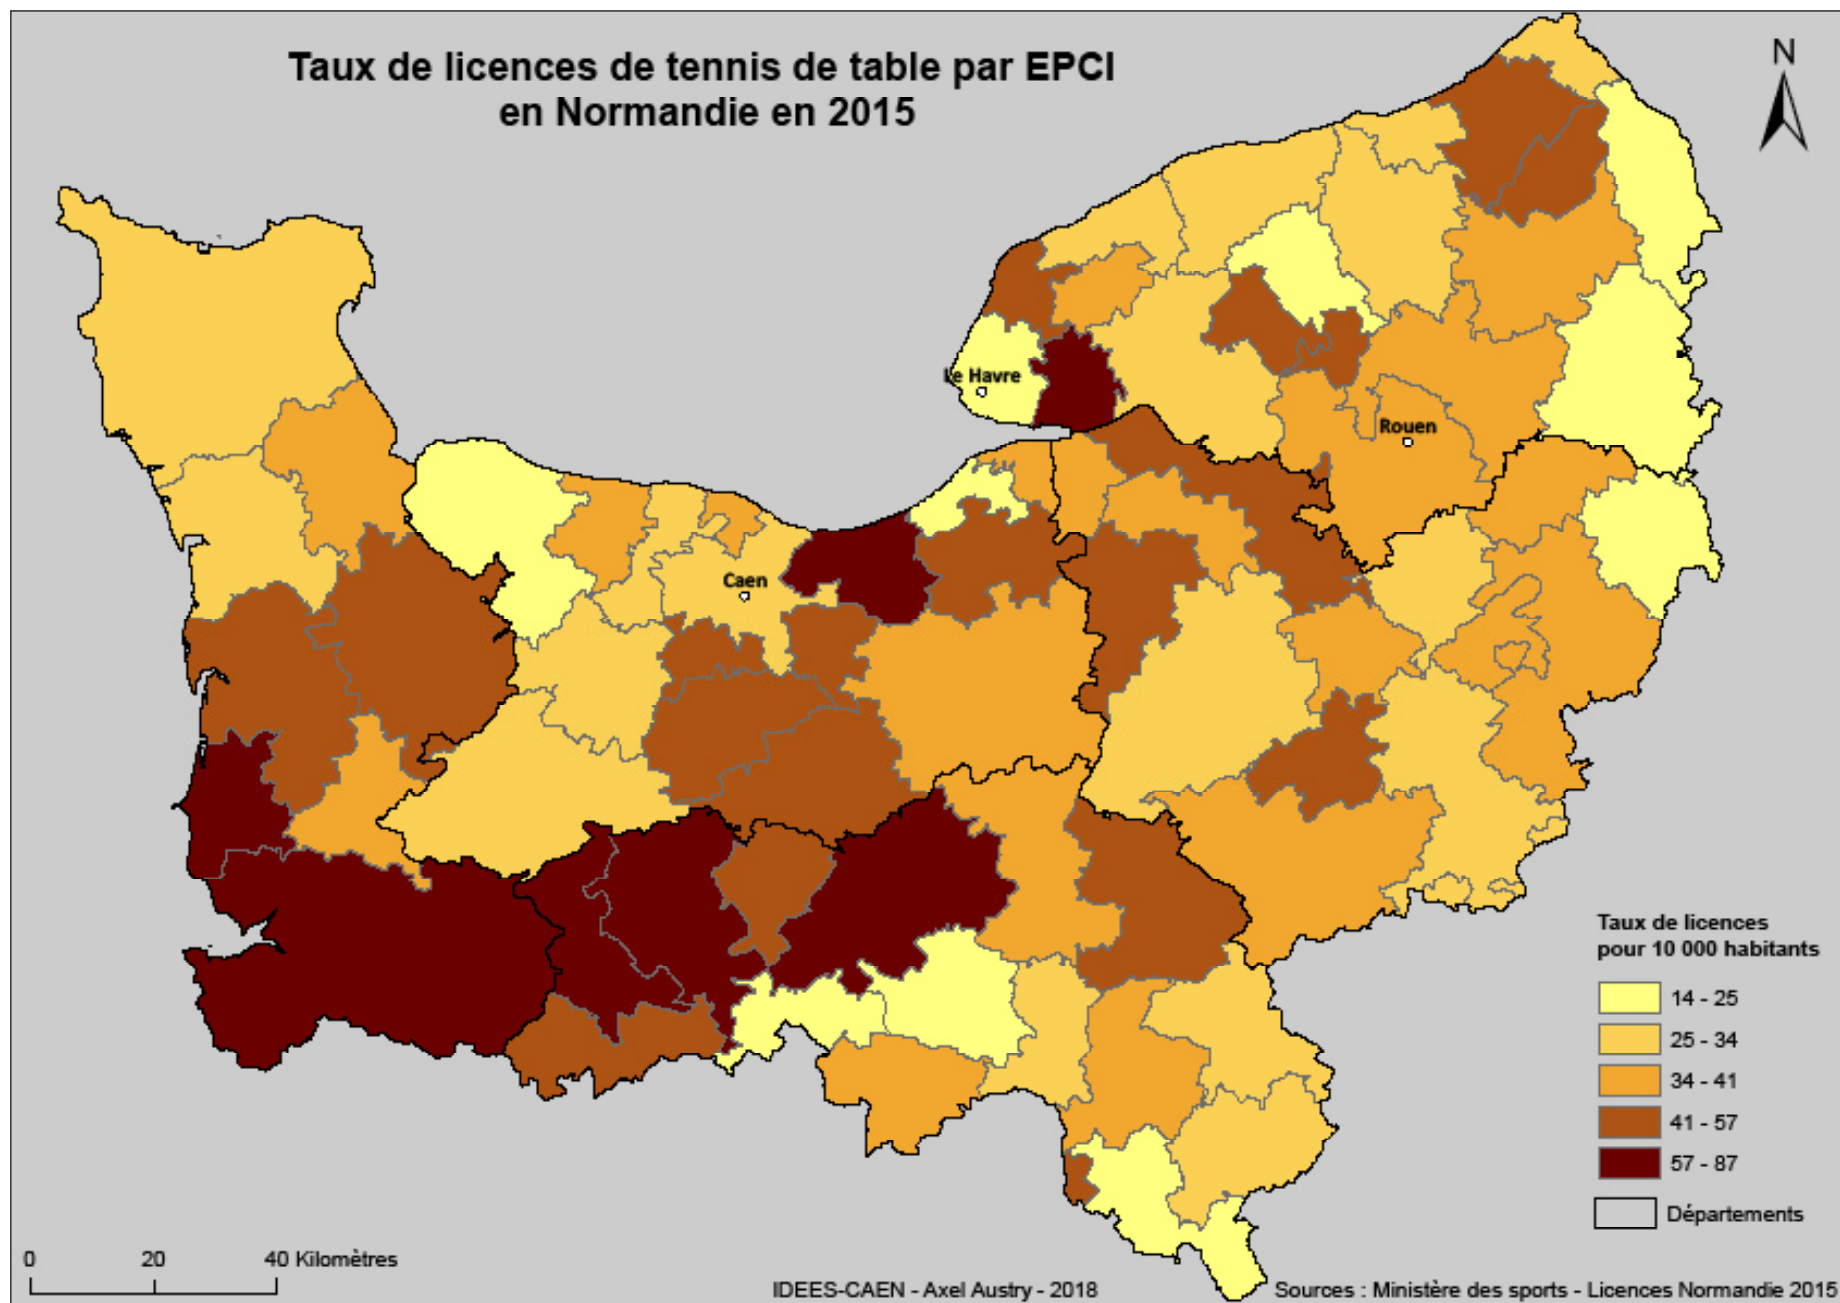 Taux de licences de tennis de table par EPCI
en Normandie en 2015
N
Le Havre
Rouen
Caen
Taux de licences
pour 10 000 habitants
14 - 25
25 - 34
34 - 41
41 - 57
57 - 87
Départements
0 20 40 Kilomètres
IDEES-CAEN - Axel Austry - 2018
Sources : Ministère des sports - Licences Normandie 2015